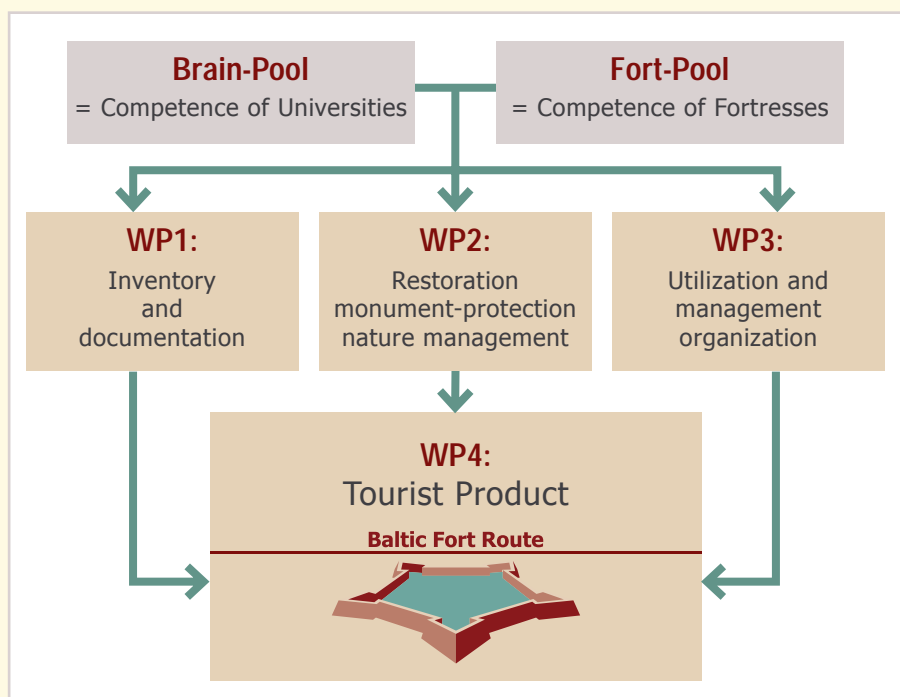 Brain-Pool
= Competence of Universities
Fort-Pool
= Competence of Fortresses
WP1:
Inventory
and
documentation
WP2:
Restoration
monument-protection
nature management
WP3:
Utilization and
management
organization
WP4:
Tourist Product
Baltic Fort Route